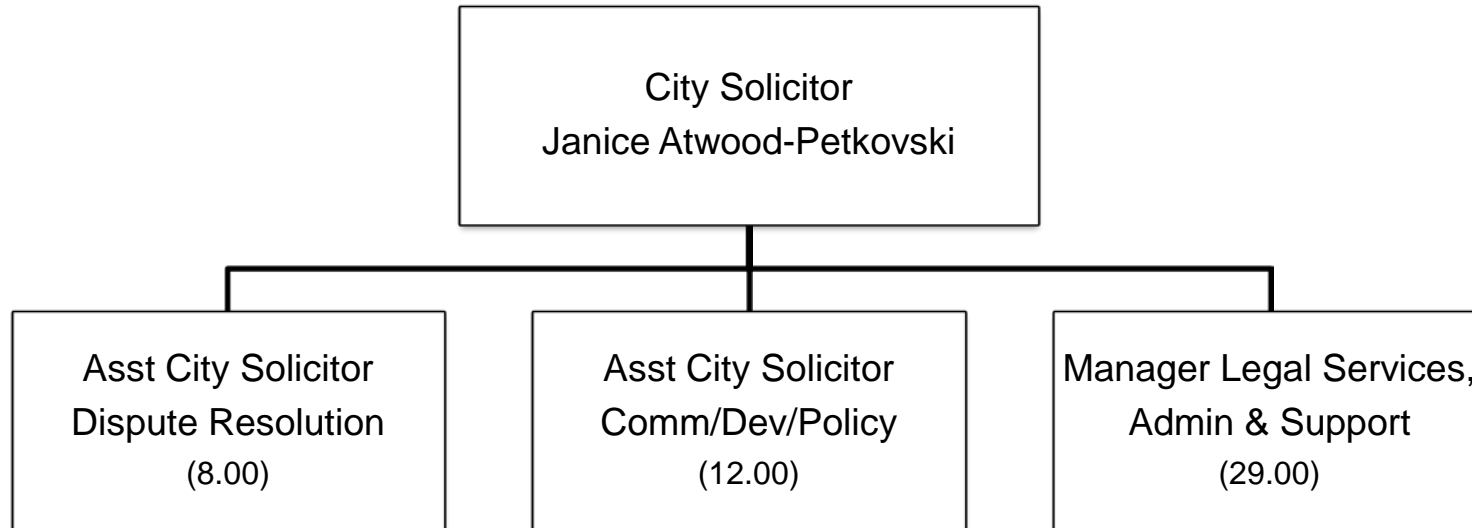 City Solicitor
Janice Atwood-Petkovski
Asst City Solicitor
Dispute Resolution
(8.00)
Asst City Solicitor
Comm/Dev/Policy
(12.00)
Manager Legal Services,
Admin & Support
(29.00)